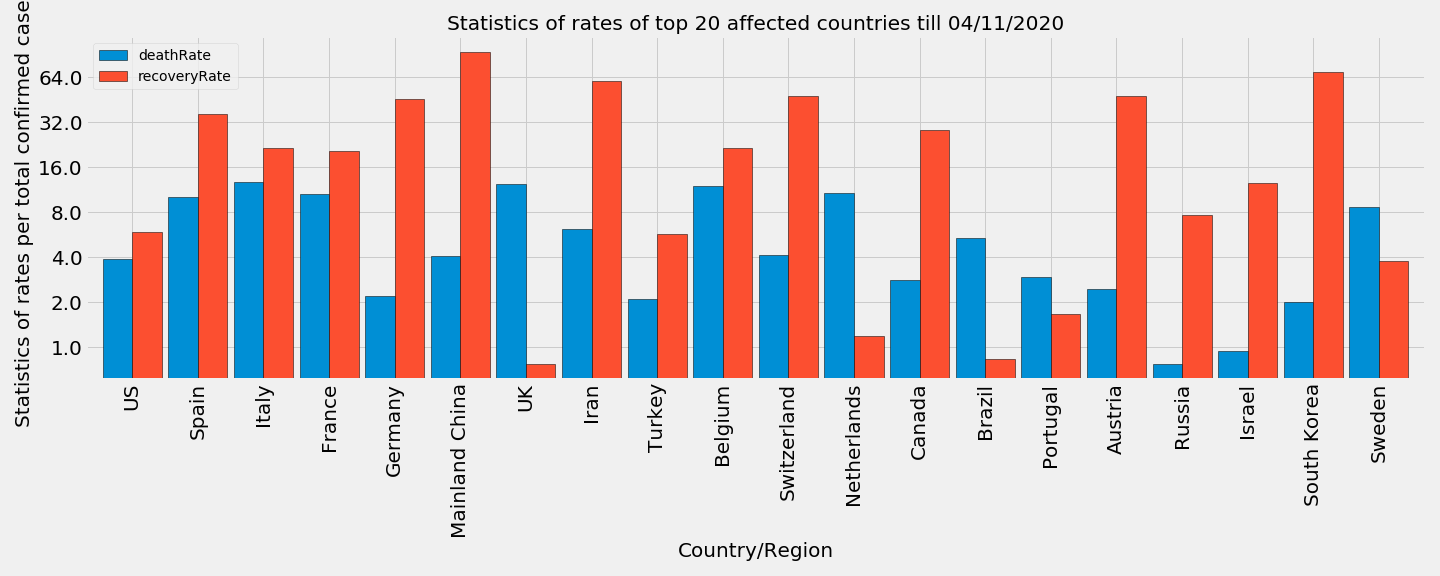 Statistics of rates of top 20 affected countries till 04/11/2020
Statistics of rates per total confirmed case
deathRate
recoveryRate
64.0
32.0
16.0
8.0
4.0
2.0
1.0
US
Spain
Italy
France
Germany
Mainland China
UK
Iran
Turkey
Belgium
Switzerland
Netherlands
Canada
Brazil
Portugal
Austria
Russia
Israel
South Korea
Sweden
Country/Region